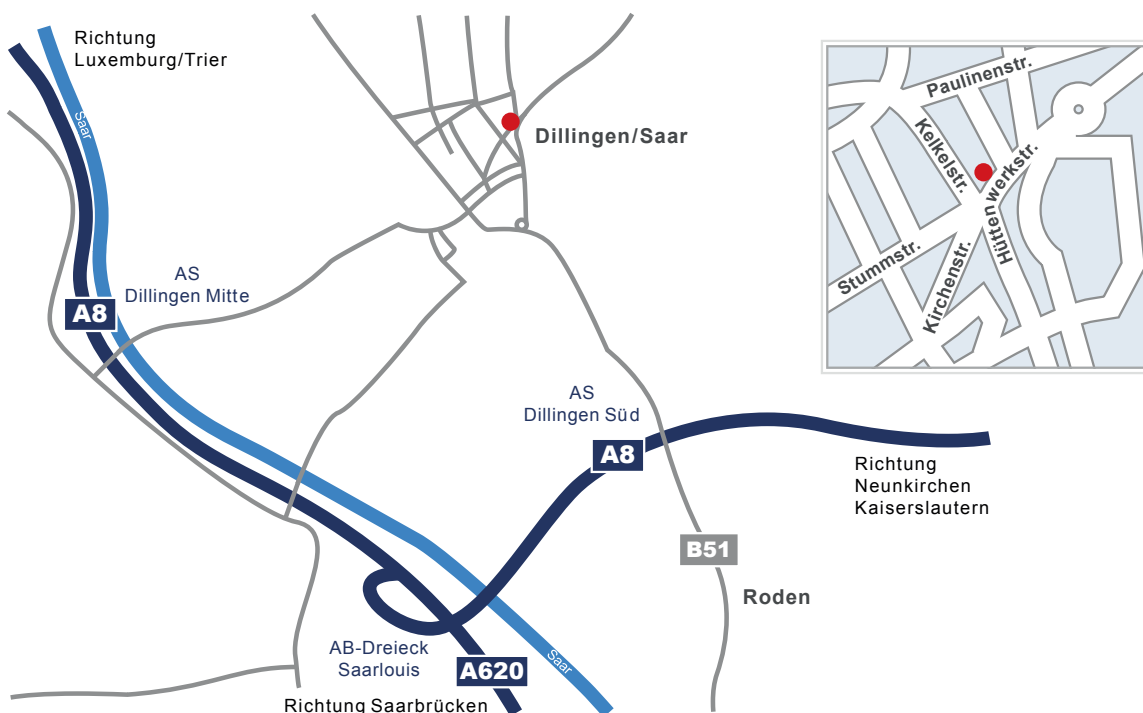 Richtung
Luxemburg/Trier
Saar
Dillingen/Saar
AS
Dillingen Mitte
A8
AS
Dillingen Süd
A8
Richtung
Neunkirchen
Kaiserslautern
B51
Roden
AB-Dreieck
Saarlouis
A620
Saar
Richtung Saarbrücken
Paulinenstr.
Kelkelstr.
Hüttenwerkstr.
Stummstr.
Kirchenstr.